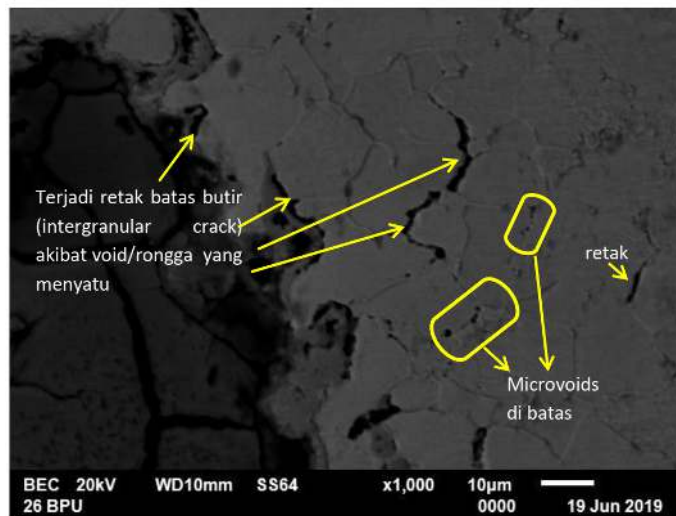 Terjadi retak batas butir
(intergranular crack)
akibat void/rongga yang
menyatu
retak
Microvoids
di batas
BEC 20kV WD10mm SS64 x1,000 10µm
26 BPU 0000 19 Jun 2019